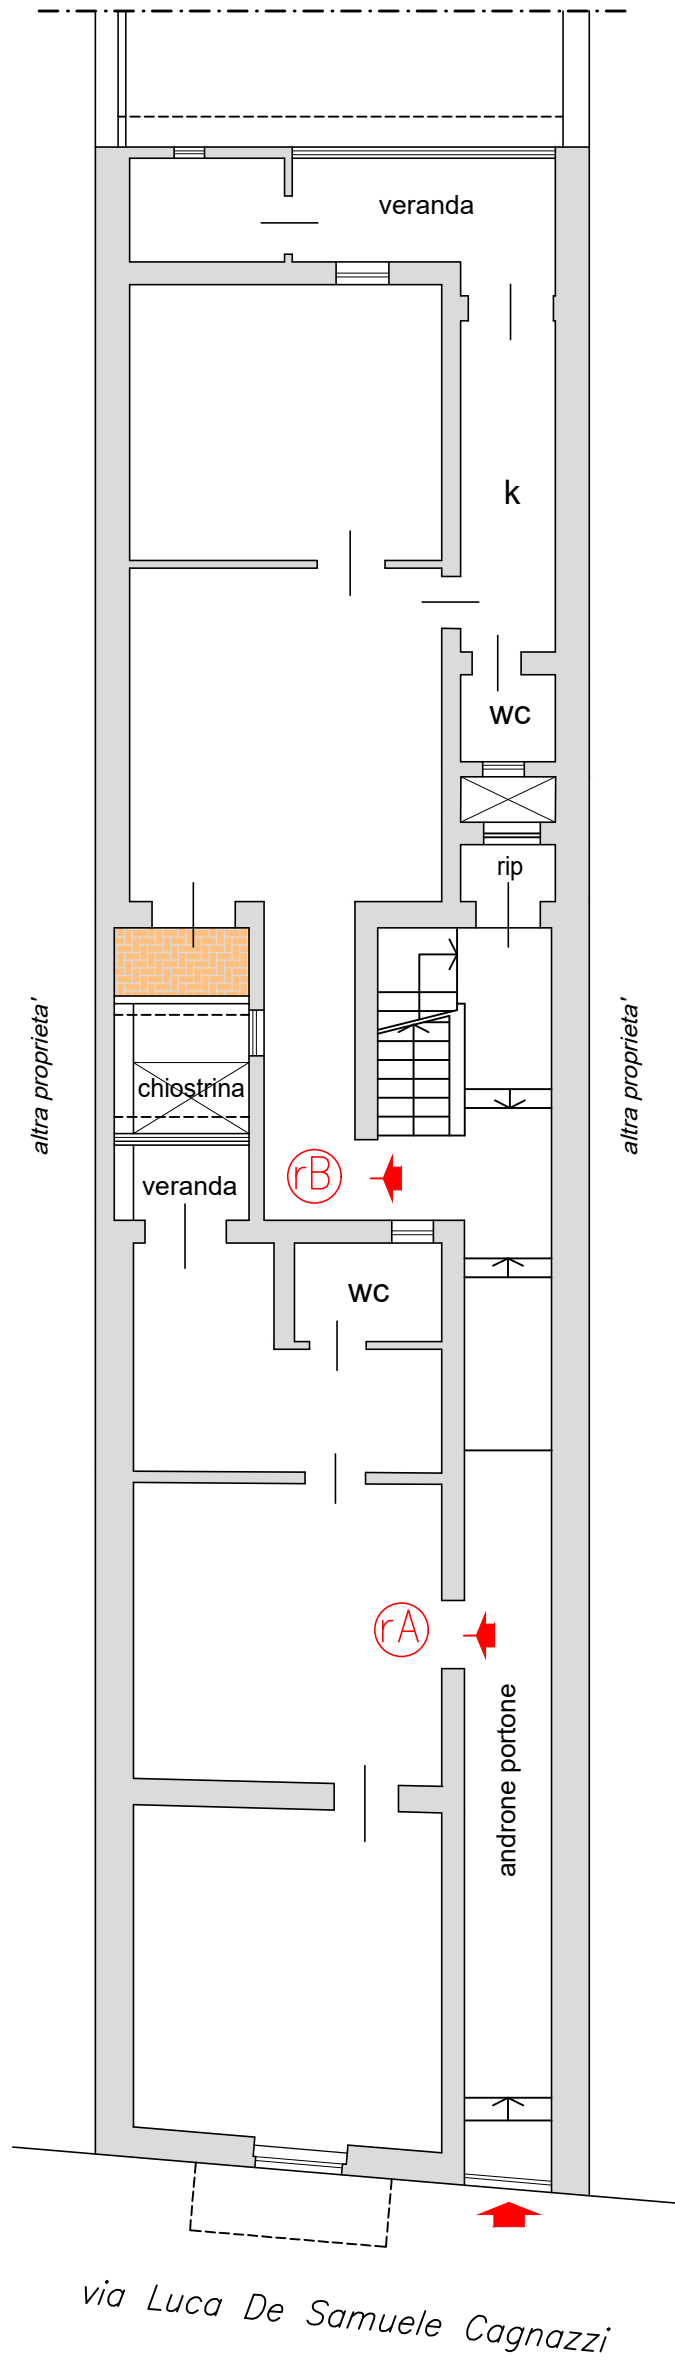 veranda
k
wc
rip
altra proprieta'
altra proprieta'
chiostrina
veranda
rB
wc
rA
androne portone
via Luca De Samuele Cagnazzi